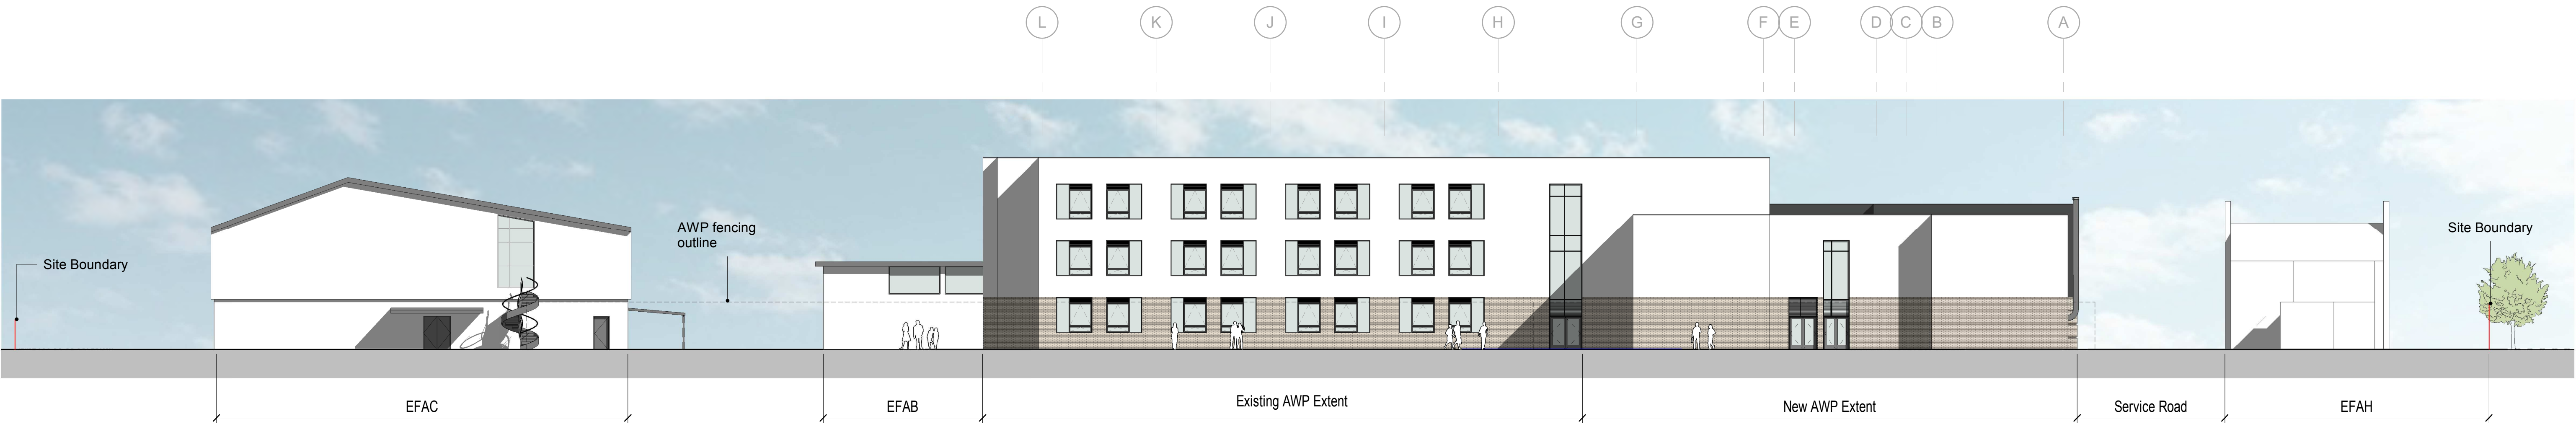 L K J I H G F E D C B A
AWP fencing
outline
Site Boundary
Site Boundary
EFAC EFAB Existing AWP Extent New AWP Extent Service Road EFAH